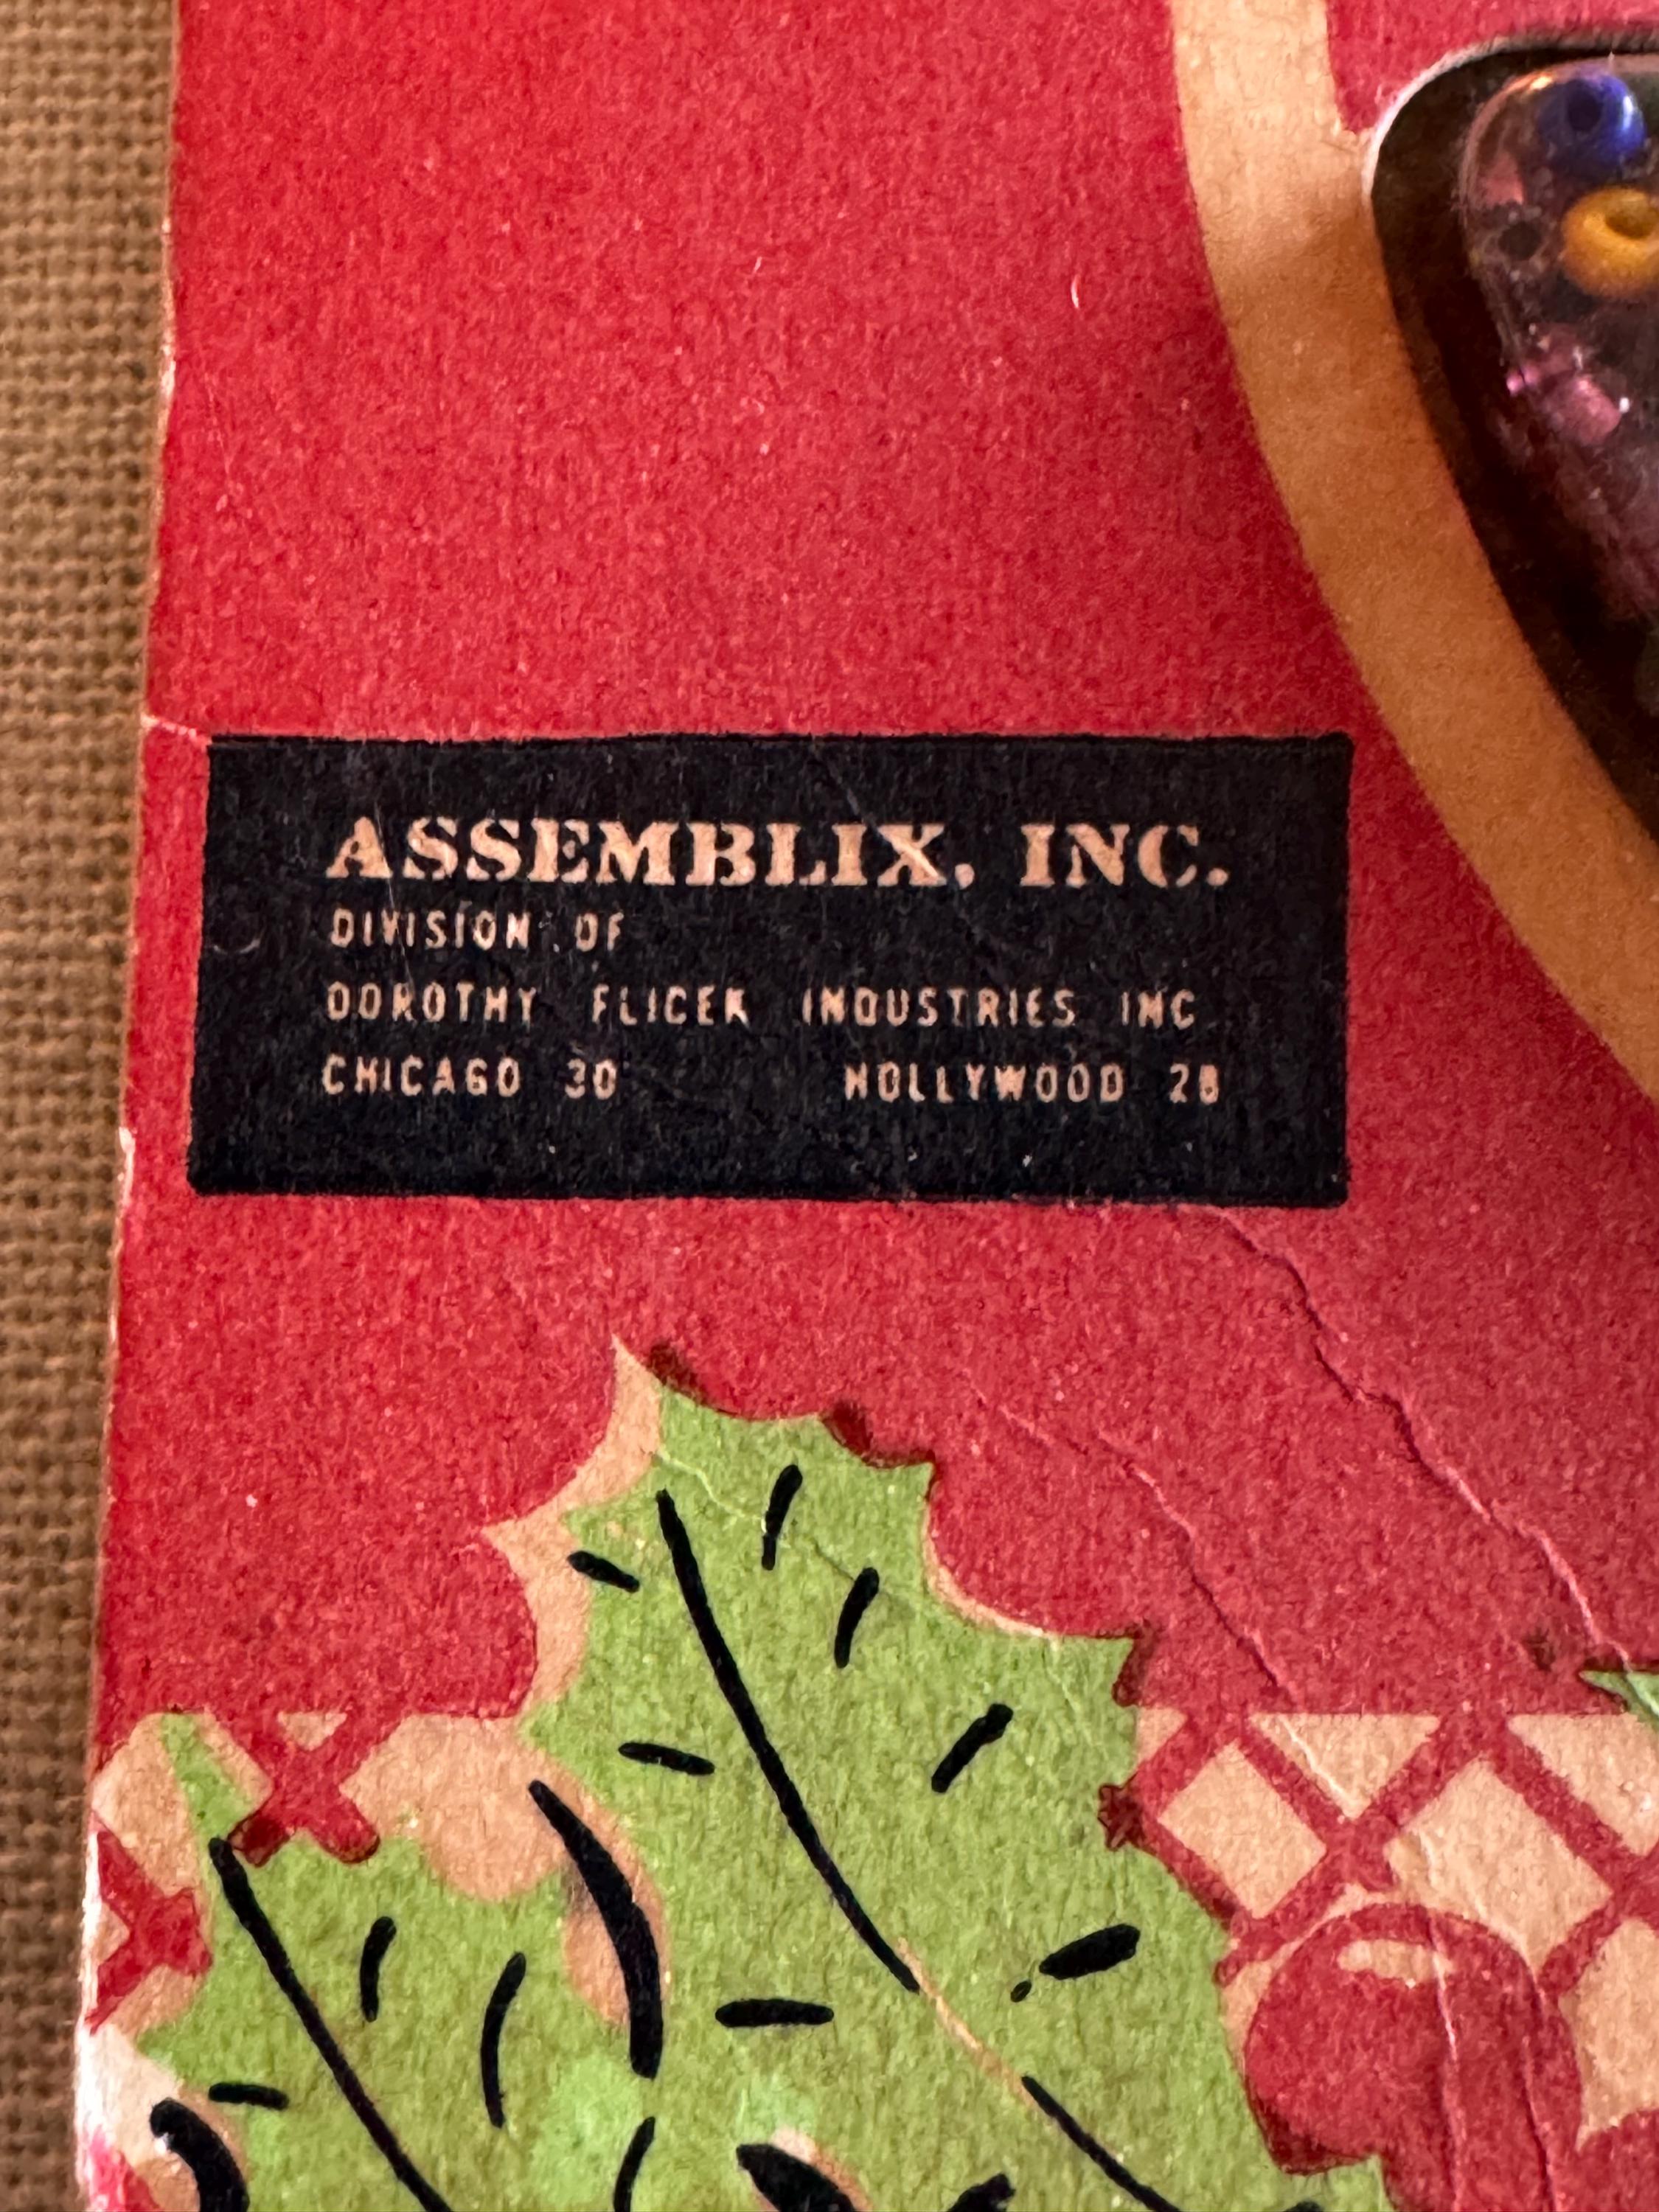 ASSEMBLIX, INC.
DIVISION OF
DOROTHY FLICEK INDUSTRIES INC
CHICAGO 30 HOLLYWOOD 28